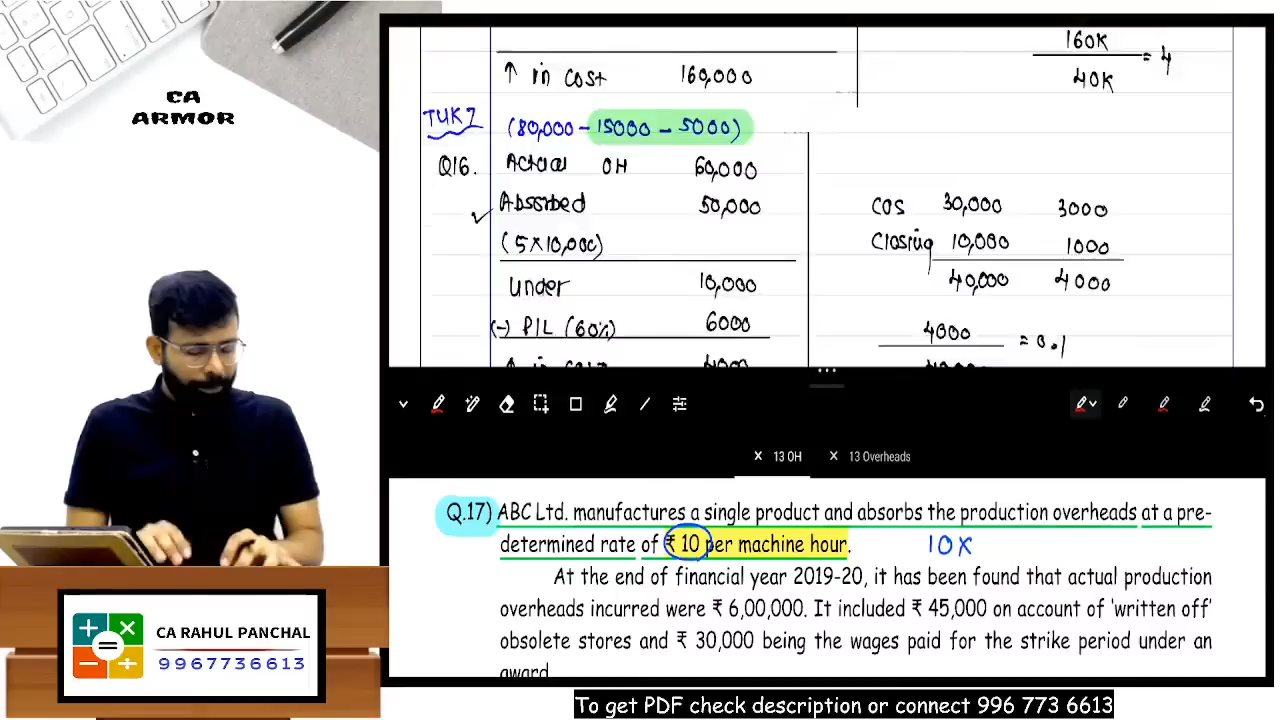 CA
ARMOR
↑ in cost 160,000
160K
40K
= 4
(80,000 - 15000 - 5000)
Q16. Actual OH 60,000
✓ Absorbed 50,000
(5 X 10,000)
Under 10,000
(-) P/L (60%) 6000
COS 30,000 3000
Closing 10,000 1000
40,000 4000
4000
= 0.1
13 OH
13 Overheads
Q.17) ABC Ltd. manufactures a single product and absorbs the production overheads at a pre-
determined rate of ₹ 10 per machine hour. 10X
At the end of financial year 2019-20, it has been found that actual production
overheads incurred were ₹ 6,00,000. It included ₹ 45,000 on account of 'written off'
obsolete stores and ₹ 30,000 being the wages paid for the strike period under an
award
CA RAHUL PANCHAL
9967736613
To get PDF check description or connect 996 773 6613